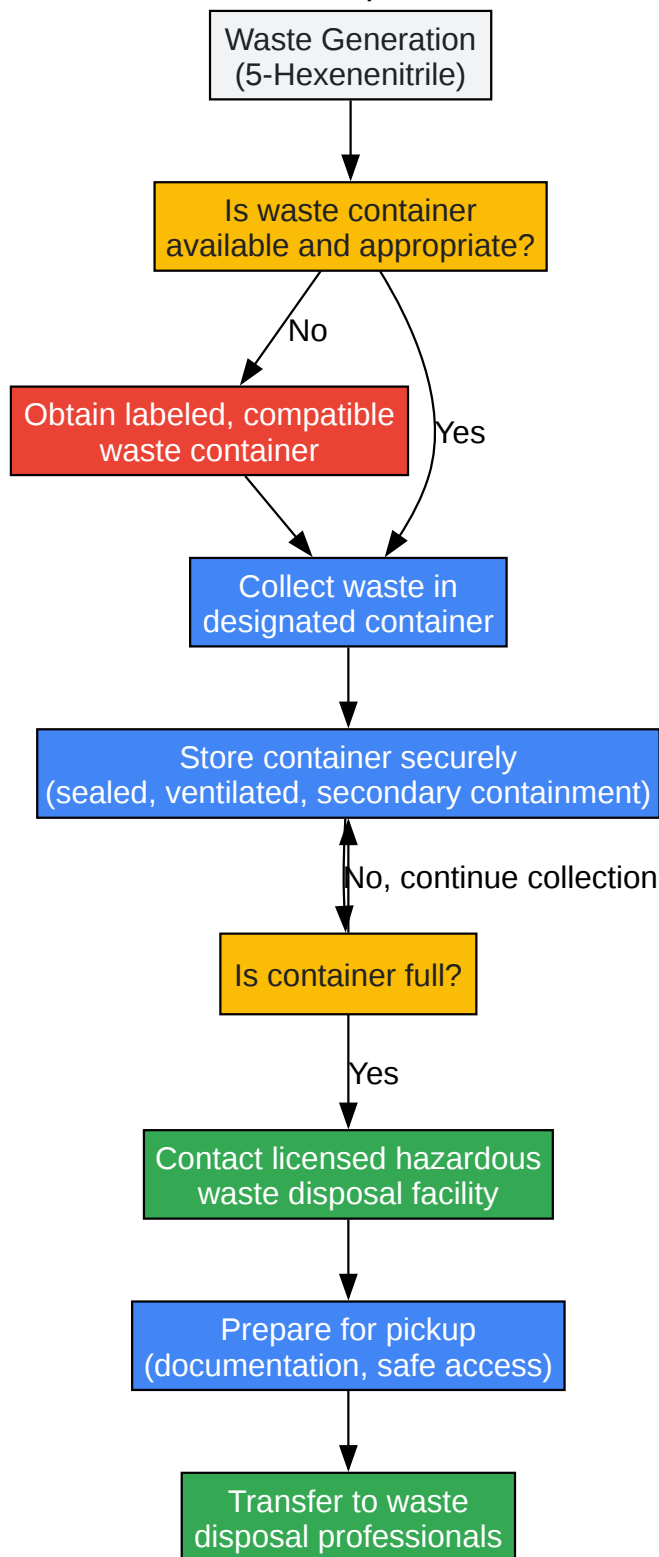 Waste Generation
(5-Hexenenitrile)
Is waste container
available and appropriate?
No
Obtain labeled, compatible
waste container
Yes
Collect waste in
designated container
Store container securely
(sealed, ventilated, secondary containment)
No, continue collection
Is container full?
Yes
Contact licensed hazardous
waste disposal facility
Prepare for pickup
(documentation, safe access)
Transfer to waste
disposal professionals